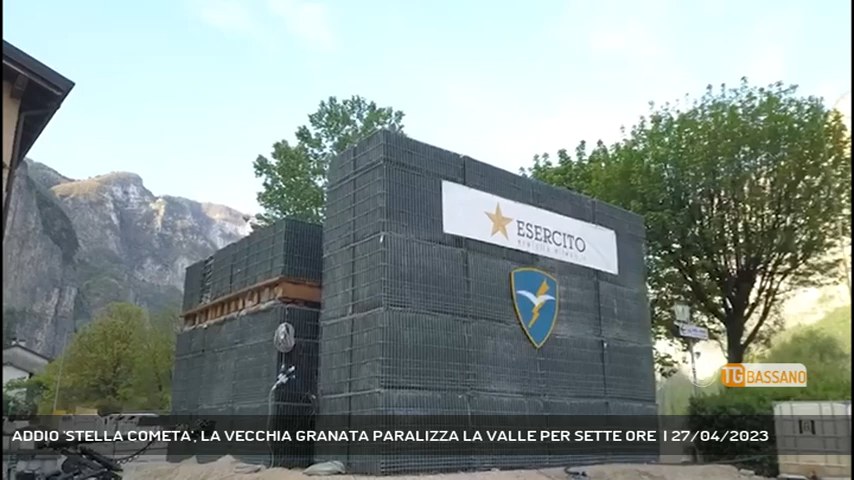 ESERCITO
TG BASSANO
ADDIO 'STELLA COMETA', LA VECCHIA GRANATA PARALIZZA LA VALLE PER SETTE ORE | 27/04/2023